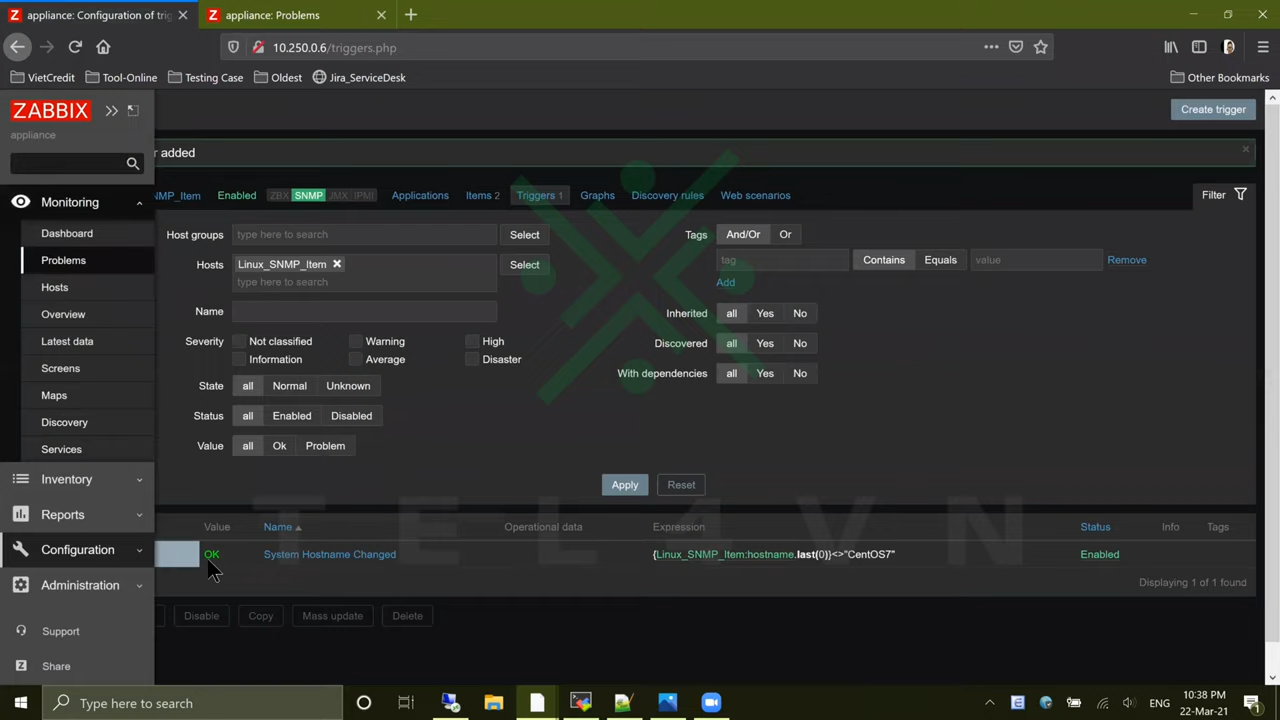 appliance: Configuration of trig
appliance: Problems
10.250.0.6/triggers.php
VietCredit
Tool-Online
Testing Case
Oldest
Jira_ServiceDesk
Other Bookmarks
ZABBIX
appliance
Create trigger
r added
NMP_Item
Enabled
ZBX SNMP JMX IPMI
Applications
Items 2
Triggers 1
Graphs
Discovery rules
Web scenarios
Filter
Monitoring
Dashboard
Problems
Hosts
Overview
Latest data
Screens
Maps
Discovery
Services
Inventory
Reports
Configuration
Administration
Support
Share
Host groups type here to search Select
Hosts Linux_SNMP_Item Select
type here to search
Name
Severity Not classified Warning High
Information Average Disaster
State all Normal Unknown
Status all Enabled Disabled
Value all Ok Problem
Tags And/Or Or
tag Contains Equals value Remove
Add
Inherited all Yes No
Discovered all Yes No
With dependencies all Yes No
Apply Reset
TEL4VN
Value Name Operational data Expression Status Info Tags
OK System Hostname Changed {Linux_SNMP_Item:hostname.last(0)}<>"CentOS7" Enabled
Displaying 1 of 1 found
Disable Copy Mass update Delete
Type here to search
ENG
10:38 PM
22-Mar-21
1